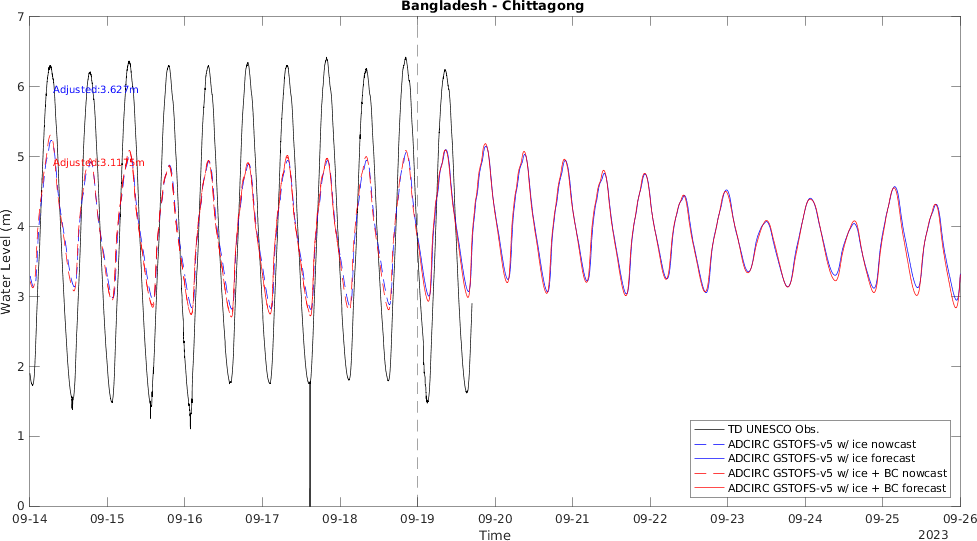 Bangladesh - Chittagong
7
6
5
4
3
2
1
0
Water Level (m)
Adjusted:3.627m
Adjusted:3.1175m
TD UNESCO Obs.
ADCIRC GSTOFS-v5 w/ ice nowcast
ADCIRC GSTOFS-v5 w/ ice forecast
ADCIRC GSTOFS-v5 w/ ice + BC nowcast
ADCIRC GSTOFS-v5 w/ ice + BC forecast
09-14 09-15 09-16 09-17 09-18 09-19 09-20 09-21 09-22 09-23 09-24 09-25 09-26
Time
2023